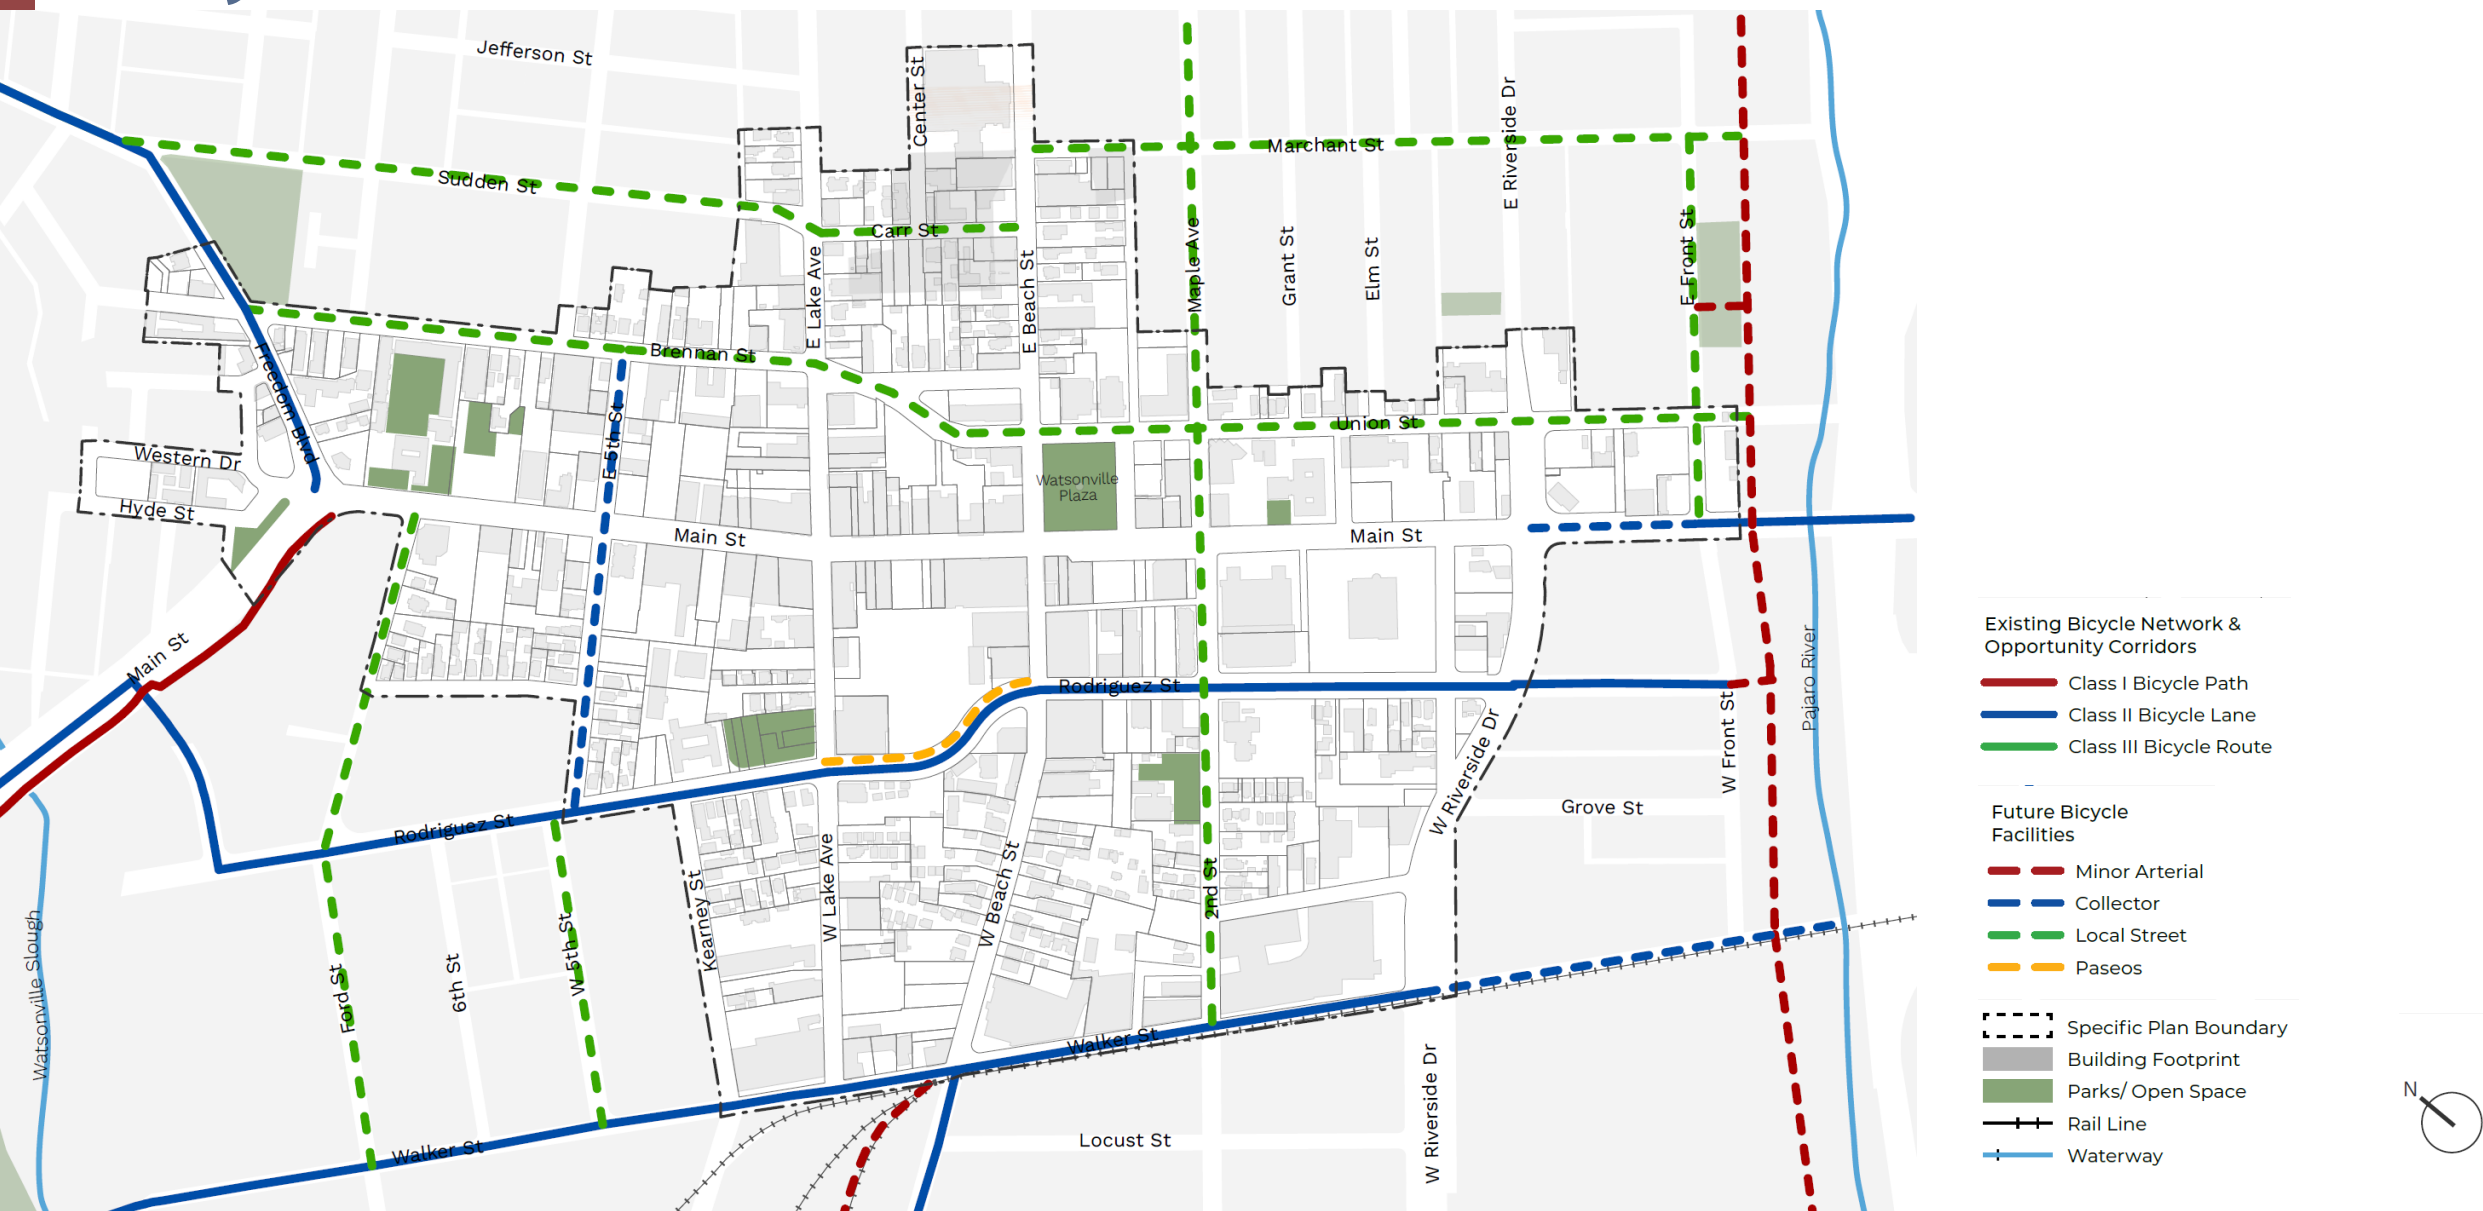 Jefferson St
Center St
Marchant St
E Riverside Dr
Sudden St
Carr St
E Lake Ave
E Beach St
Maple Ave
Grant St
Elm St
E Front St
Brennan St
Freedom Blvd
E 5th St
Union St
Western Dr
Hyde St
Watsonville
Plaza
Main St
Main St
Main St
Rodriguez St
Pajaro River
W Front St
W Riverside Dr
Grove St
Rodriguez St
Kearney St
W Lake Ave
W Beach St
2nd St
Watsonville Slough
Ford St
6th St
W 5th St
Walker St
Walker St
Locust St
W Riverside Dr
Existing Bicycle Network &
Opportunity Corridors
Class I Bicycle Path
Class II Bicycle Lane
Class III Bicycle Route
Future Bicycle
Facilities
Minor Arterial
Collector
Local Street
Paseos
Specific Plan Boundary
Building Footprint
Parks/ Open Space
Rail Line
Waterway
N